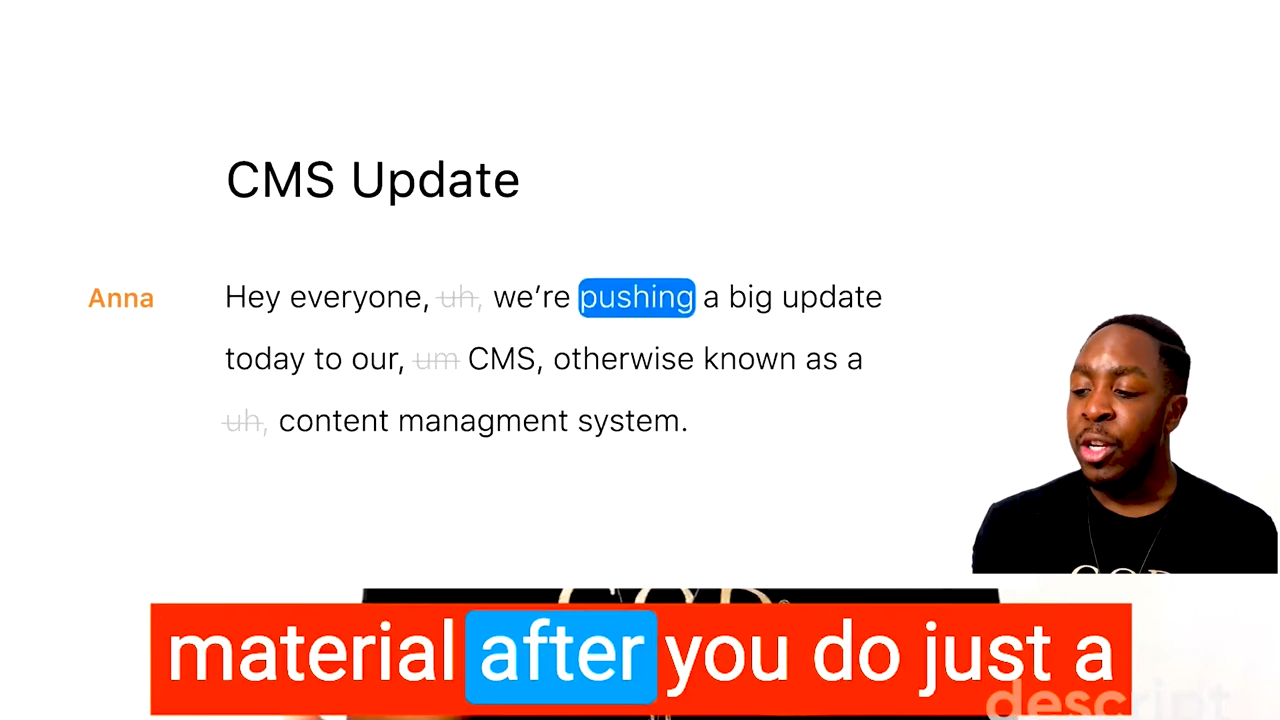 CMS Update
Anna
Hey everyone, uh, we’re pushing a big update
today to our, um CMS, otherwise known as a
uh, content managment system.
material after you do just a
descript